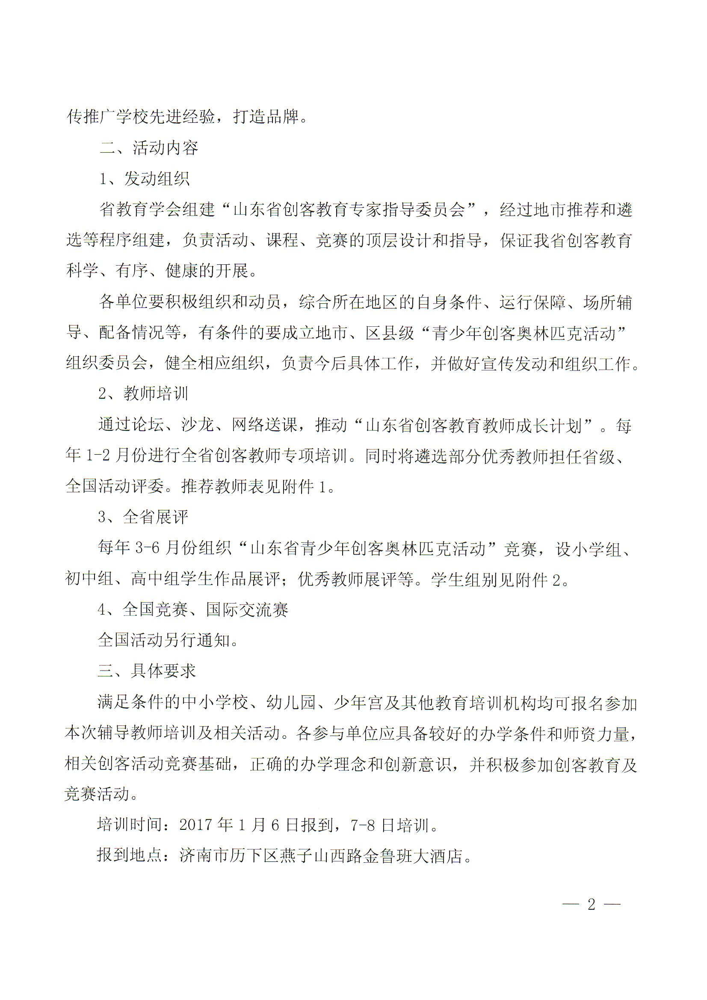 传推广学校先进经验，打造品牌。
二、活动内容
1、发动组织
省教育学会组建“山东省创客教育专家指导委员会”，经过地市推荐和遴
选等程序组建，负责活动、课程、竞赛的顶层设计和指导，保证我省创客教育
科学、有序、健康的开展。
各单位要积极组织和动员，综合所在地区的自身条件、运行保障、场所辅
导、配备情况等，有条件的要成立地市、区县级“青少年创客奥林匹克活动”
组织委员会，健全相应组织，负责今后具体工作，并做好宣传发动和组织工作。
2、教师培训
通过论坛、沙龙、网络送课，推动“山东省创客教育教师成长计划”。每
年 1-2 月份进行全省创客教师专项培训。同时将遴选部分优秀教师担任省级、
全国活动评委。推荐教师表见附件 1。
3、全省展评
每年 3-6 月份组织“山东省青少年创客奥林匹克活动”竞赛，设小学组、
初中组、高中组学生作品展评；优秀教师展评等。学生组别见附件 2。
4、全国竞赛、国际交流赛
全国活动另行通知。
三、具体要求
满足条件的中小学校、幼儿园、少年宫及其他教育培训机构均可报名参加
本次辅导教师培训及相关活动。各参与单位应具备较好的办学条件和师资力量，
相关创客活动竞赛基础，正确的办学理念和创新意识，并积极参加创客教育及
竞赛活动。
培训时间：2017 年 1 月 6 日报到，7-8 日培训。
报到地点：济南市历下区燕子山西路金鲁班大酒店。
— 2 —